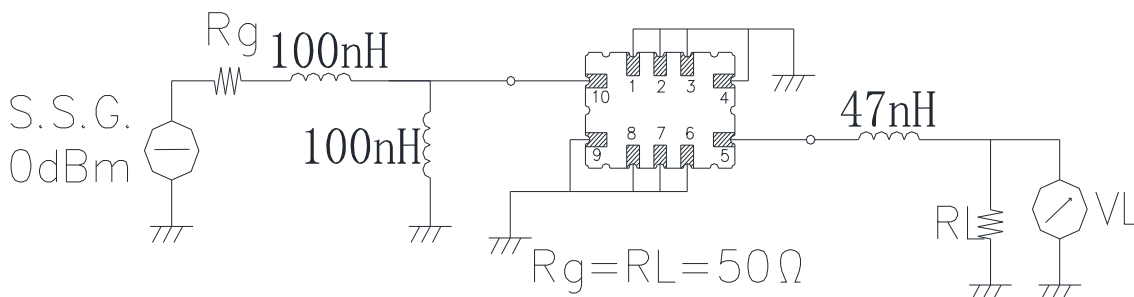 Rg
100nH
S.S.G.
0dBm
100nH
1 2 3
10 4
9 8 7 6 5
47nH
RL
VL
Rg=RL=50Ω